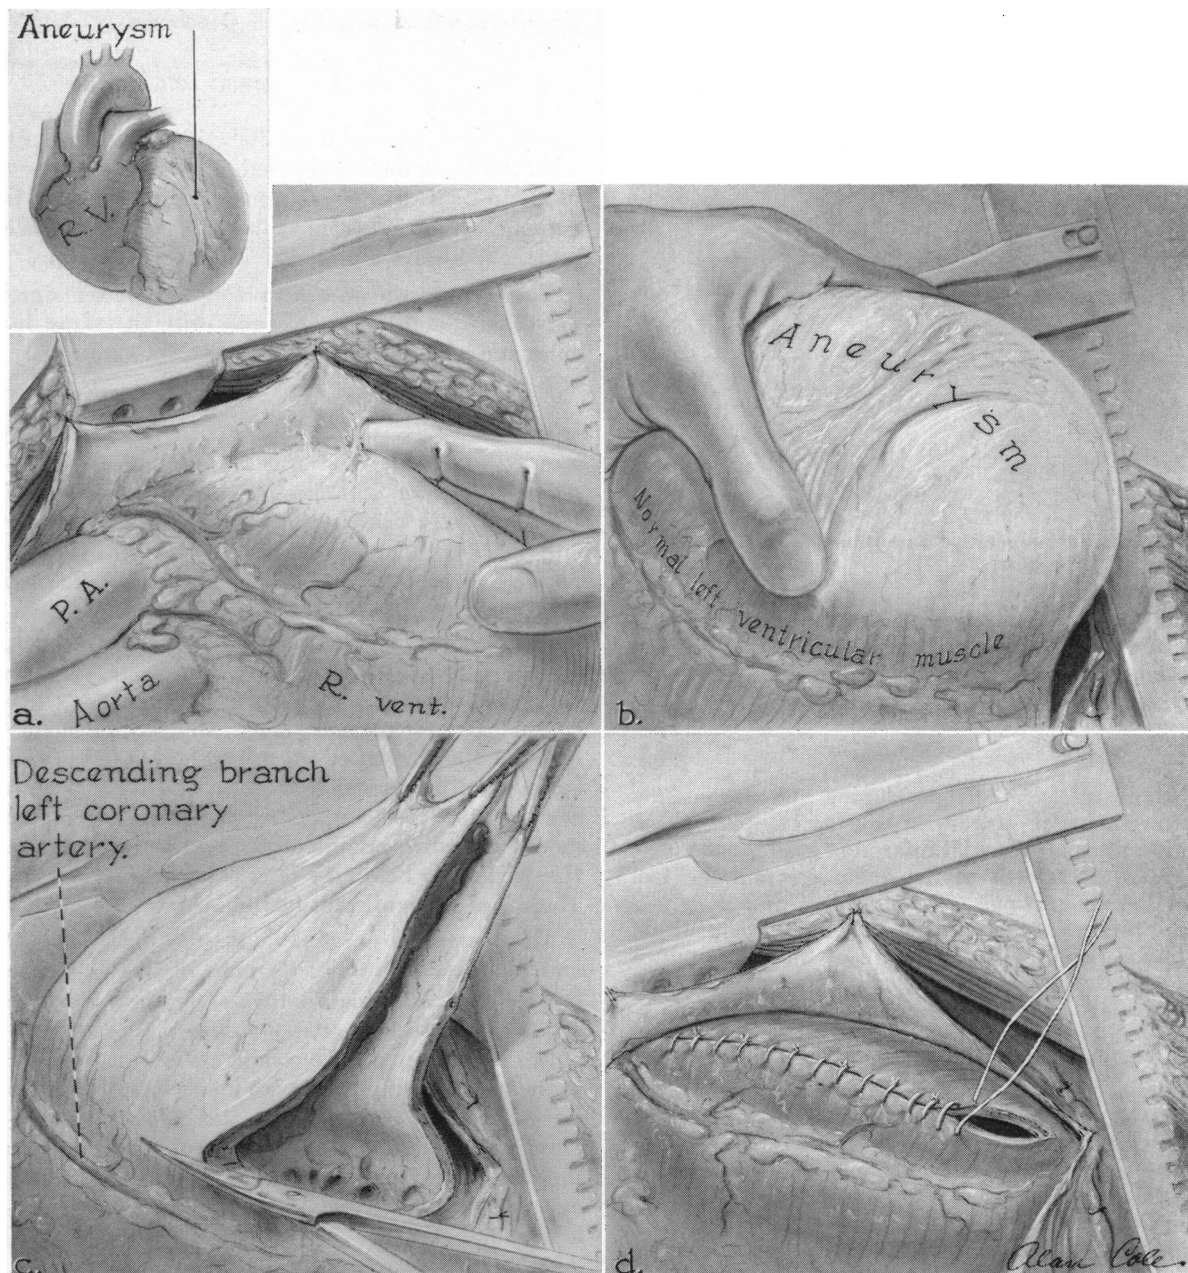 Aneurysm
R.V.
P. A.
Aorta
R. vent.
a.
Aneurysm
Normal left ventricular muscle
b.
Descending branch
left coronary
artery.
c.
d.
Alan Cole.